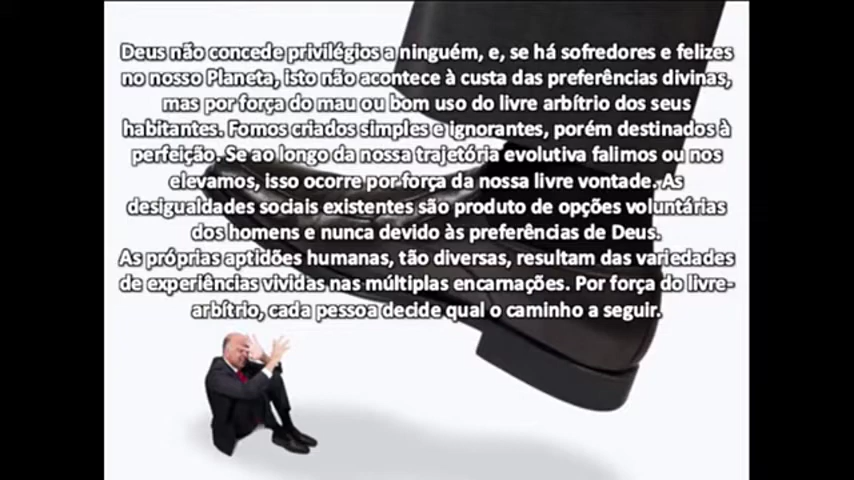 Deus não concede privilégios a ninguém, e, se há sofredores e felizes
no nosso Planeta, isto não acontece à custa das preferências divinas,
mas por força do mau ou bom uso do livre arbítrio dos seus
habitantes. Fomos criados simples e ignorantes, porém destinados à
perfeição. Se ao longo da nossa trajetória evolutiva falimos ou nos
elevamos, isso ocorre por força da nossa livre vontade. As
desigualdades sociais existentes são produto de opções voluntárias
dos homens e nunca devido às preferências de Deus.
As próprias aptidões humanas, tão diversas, resultam das variedades
de experiências vividas nas múltiplas encarnações. Por força do livre-
arbítrio, cada pessoa decide qual o caminho a seguir.